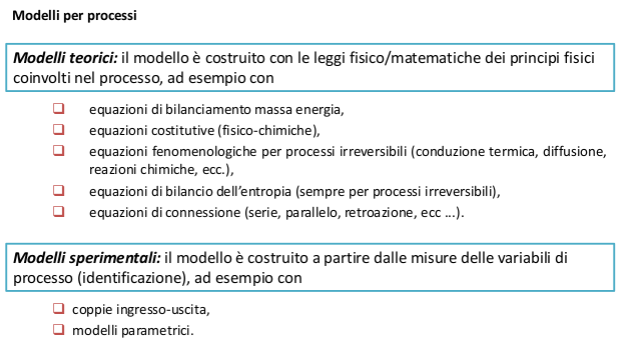 Modelli per processi
Modelli teorici: il modello è costruito con le leggi fisico/matematiche dei principi fisici
coinvolti nel processo, ad esempio con
❑ equazioni di bilanciamento massa energia,
❑ equazioni costitutive (fisico-chimiche),
❑ equazioni fenomenologiche per processi irreversibili (conduzione termica, diffusione,
reazioni chimiche, ecc.),
❑ equazioni di bilancio dell'entropia (sempre per processi irreversibili),
❑ equazioni di connessione (serie, parallelo, retroazione, ecc ...).
Modelli sperimentali: il modello è costruito a partire dalle misure delle variabili di
processo (identificazione), ad esempio con
❑ coppie ingresso-uscita,
❑ modelli parametrici.